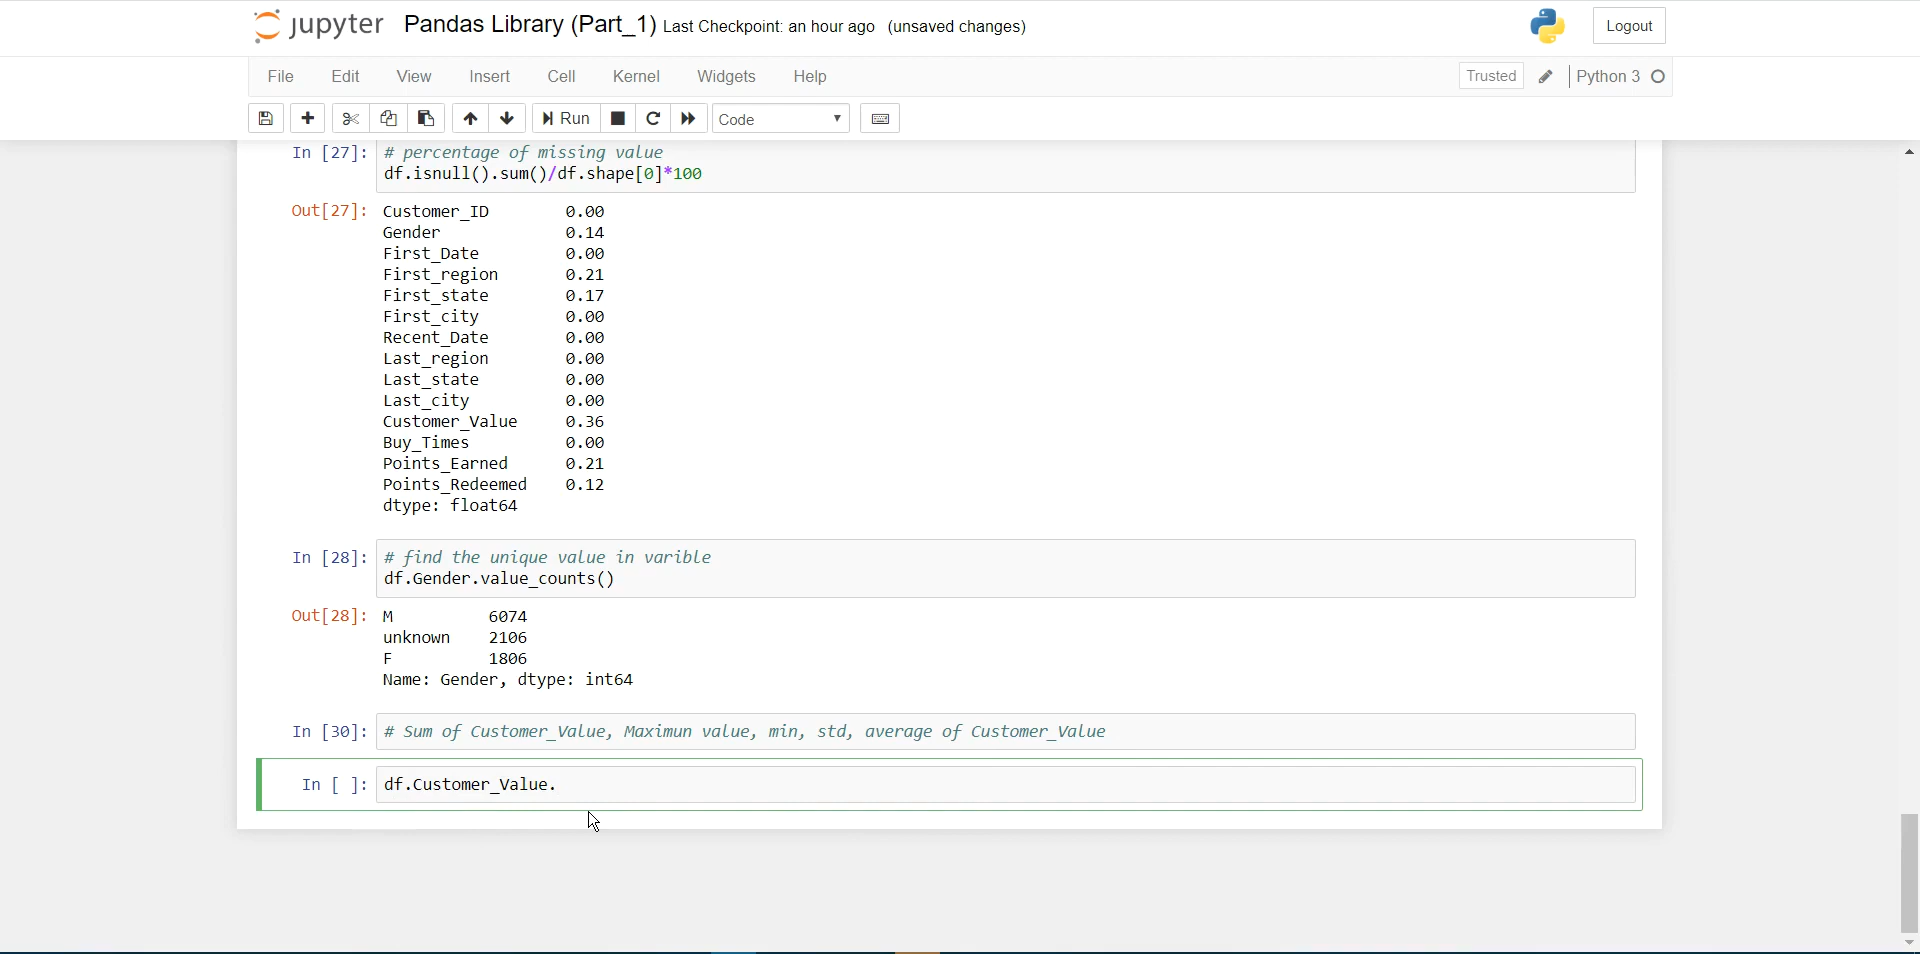 jupyter Pandas Library (Part_1) Last Checkpoint: an hour ago (unsaved changes) Logout
File Edit View Insert Cell Kernel Widgets Help Trusted Python 3
Run Code
In [27]: # percentage of missing value
df.isnull().sum()/df.shape[0]*100
Out[27]: Customer_ID 0.00
Gender 0.14
First_Date 0.00
First_region 0.21
First_state 0.17
First_city 0.00
Recent_Date 0.00
Last_region 0.00
Last_state 0.00
Last_city 0.00
Customer_Value 0.36
Buy_Times 0.00
Points_Earned 0.21
Points_Redeemed 0.12
dtype: float64
In [28]: # find the unique value in varible
df.Gender.value_counts()
Out[28]: M 6074
unknown 2106
F 1806
Name: Gender, dtype: int64
In [30]: # Sum of Customer_Value, Maximun value, min, std, average of Customer_Value
In [ ]: df.Customer_Value.